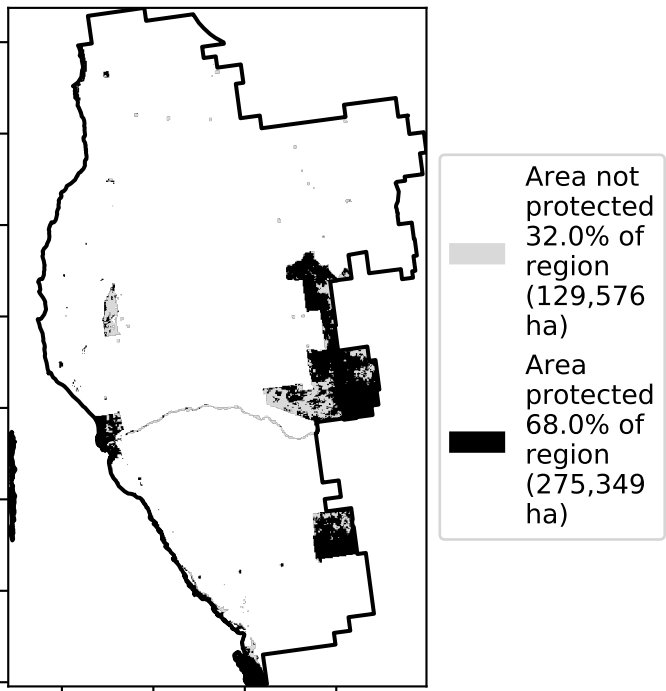 Area not
protected
32.0% of
region
(129,576
ha)
Area
protected
68.0% of
region
(275,349
ha)